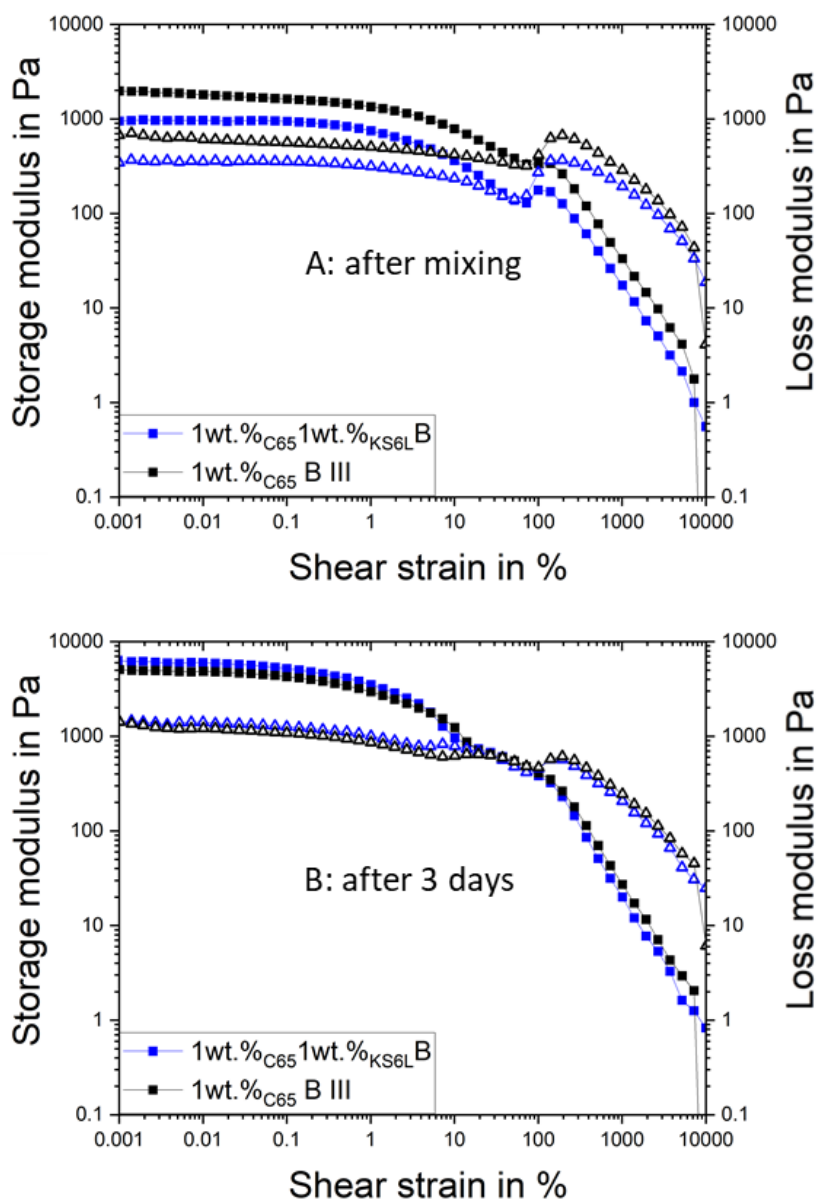 10000
1000
100
10
1
0.1
Storage modulus in Pa
10000
1000
100
10
1
0.1
Loss modulus in Pa
A: after mixing
1wt.%C651wt.%KS6LB
1wt.%C65 B III
0.001 0.01 0.1 1 10 100 1000 10000
Shear strain in %
10000
1000
100
10
1
0.1
Storage modulus in Pa
10000
1000
100
10
1
0.1
Loss modulus in Pa
B: after 3 days
1wt.%C651wt.%KS6LB
1wt.%C65 B III
0.001 0.01 0.1 1 10 100 1000 10000
Shear strain in %